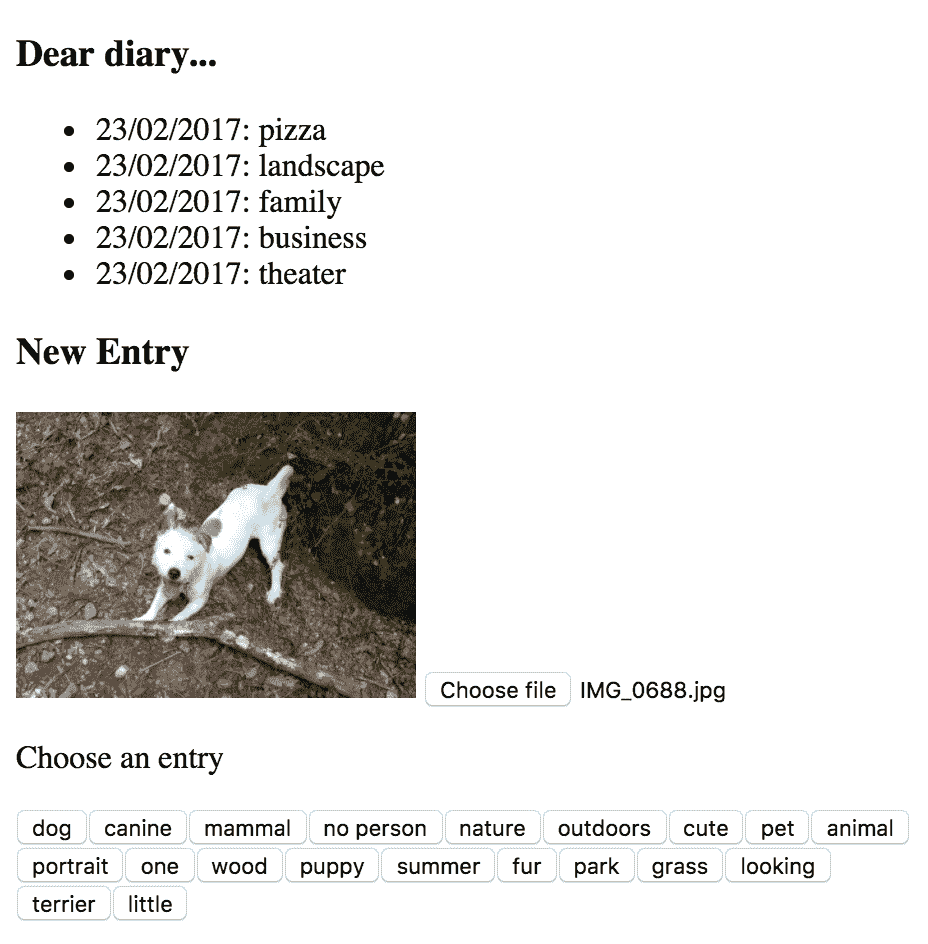 Dear diary...
23/02/2017: pizza
23/02/2017: landscape
23/02/2017: family
23/02/2017: business
23/02/2017: theater
New Entry
Choose file IMG_0688.jpg
Choose an entry
dog canine mammal no person nature outdoors cute pet animal
portrait one wood puppy summer fur park grass looking
terrier little